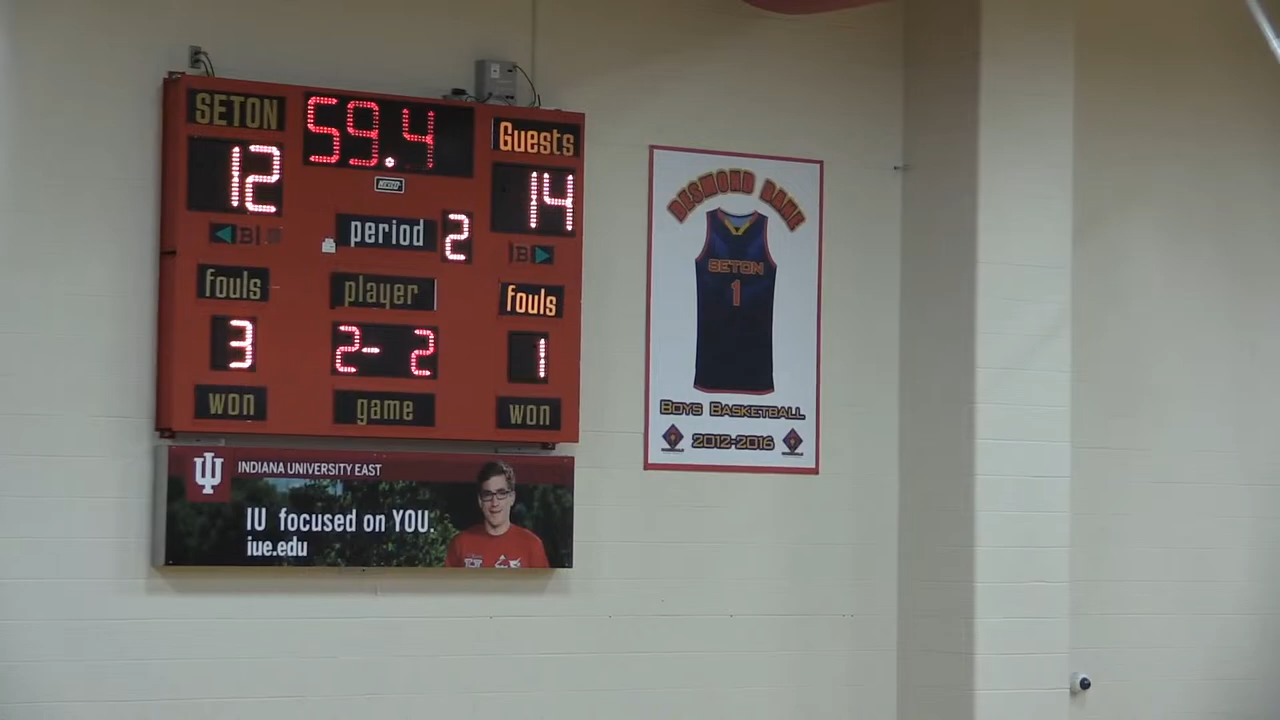 SETON
59.4
Guests
12
14
period 2
B
B
fouls
player
fouls
3
2-2
1
won
game
won
INDIANA UNIVERSITY EAST
IU focused on YOU.
iue.edu
DESMOND BANE
SETON
1
BOYS BASKETBALL
2012-2016